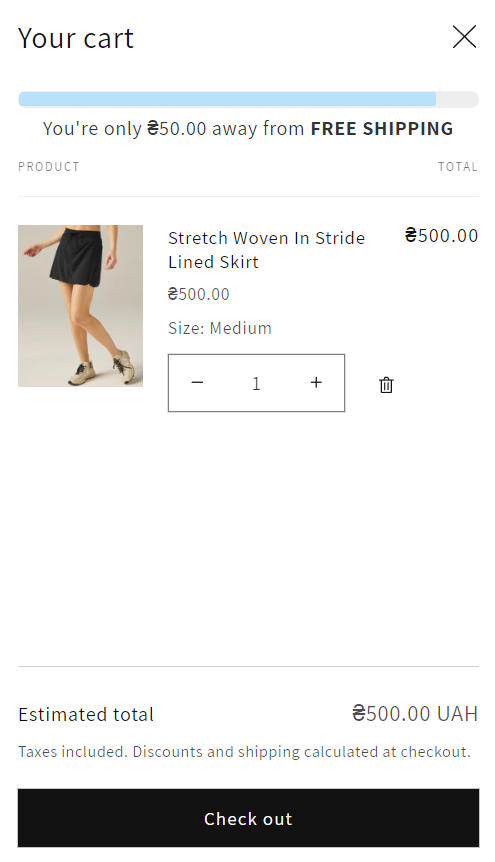 Your cart
You're only ₴50.00 away from FREE SHIPPING
PRODUCT TOTAL
Stretch Woven In Stride ₴500.00
Lined Skirt
₴500.00
Size: Medium
− 1 +
Estimated total ₴500.00 UAH
Taxes included. Discounts and shipping calculated at checkout.
Check out